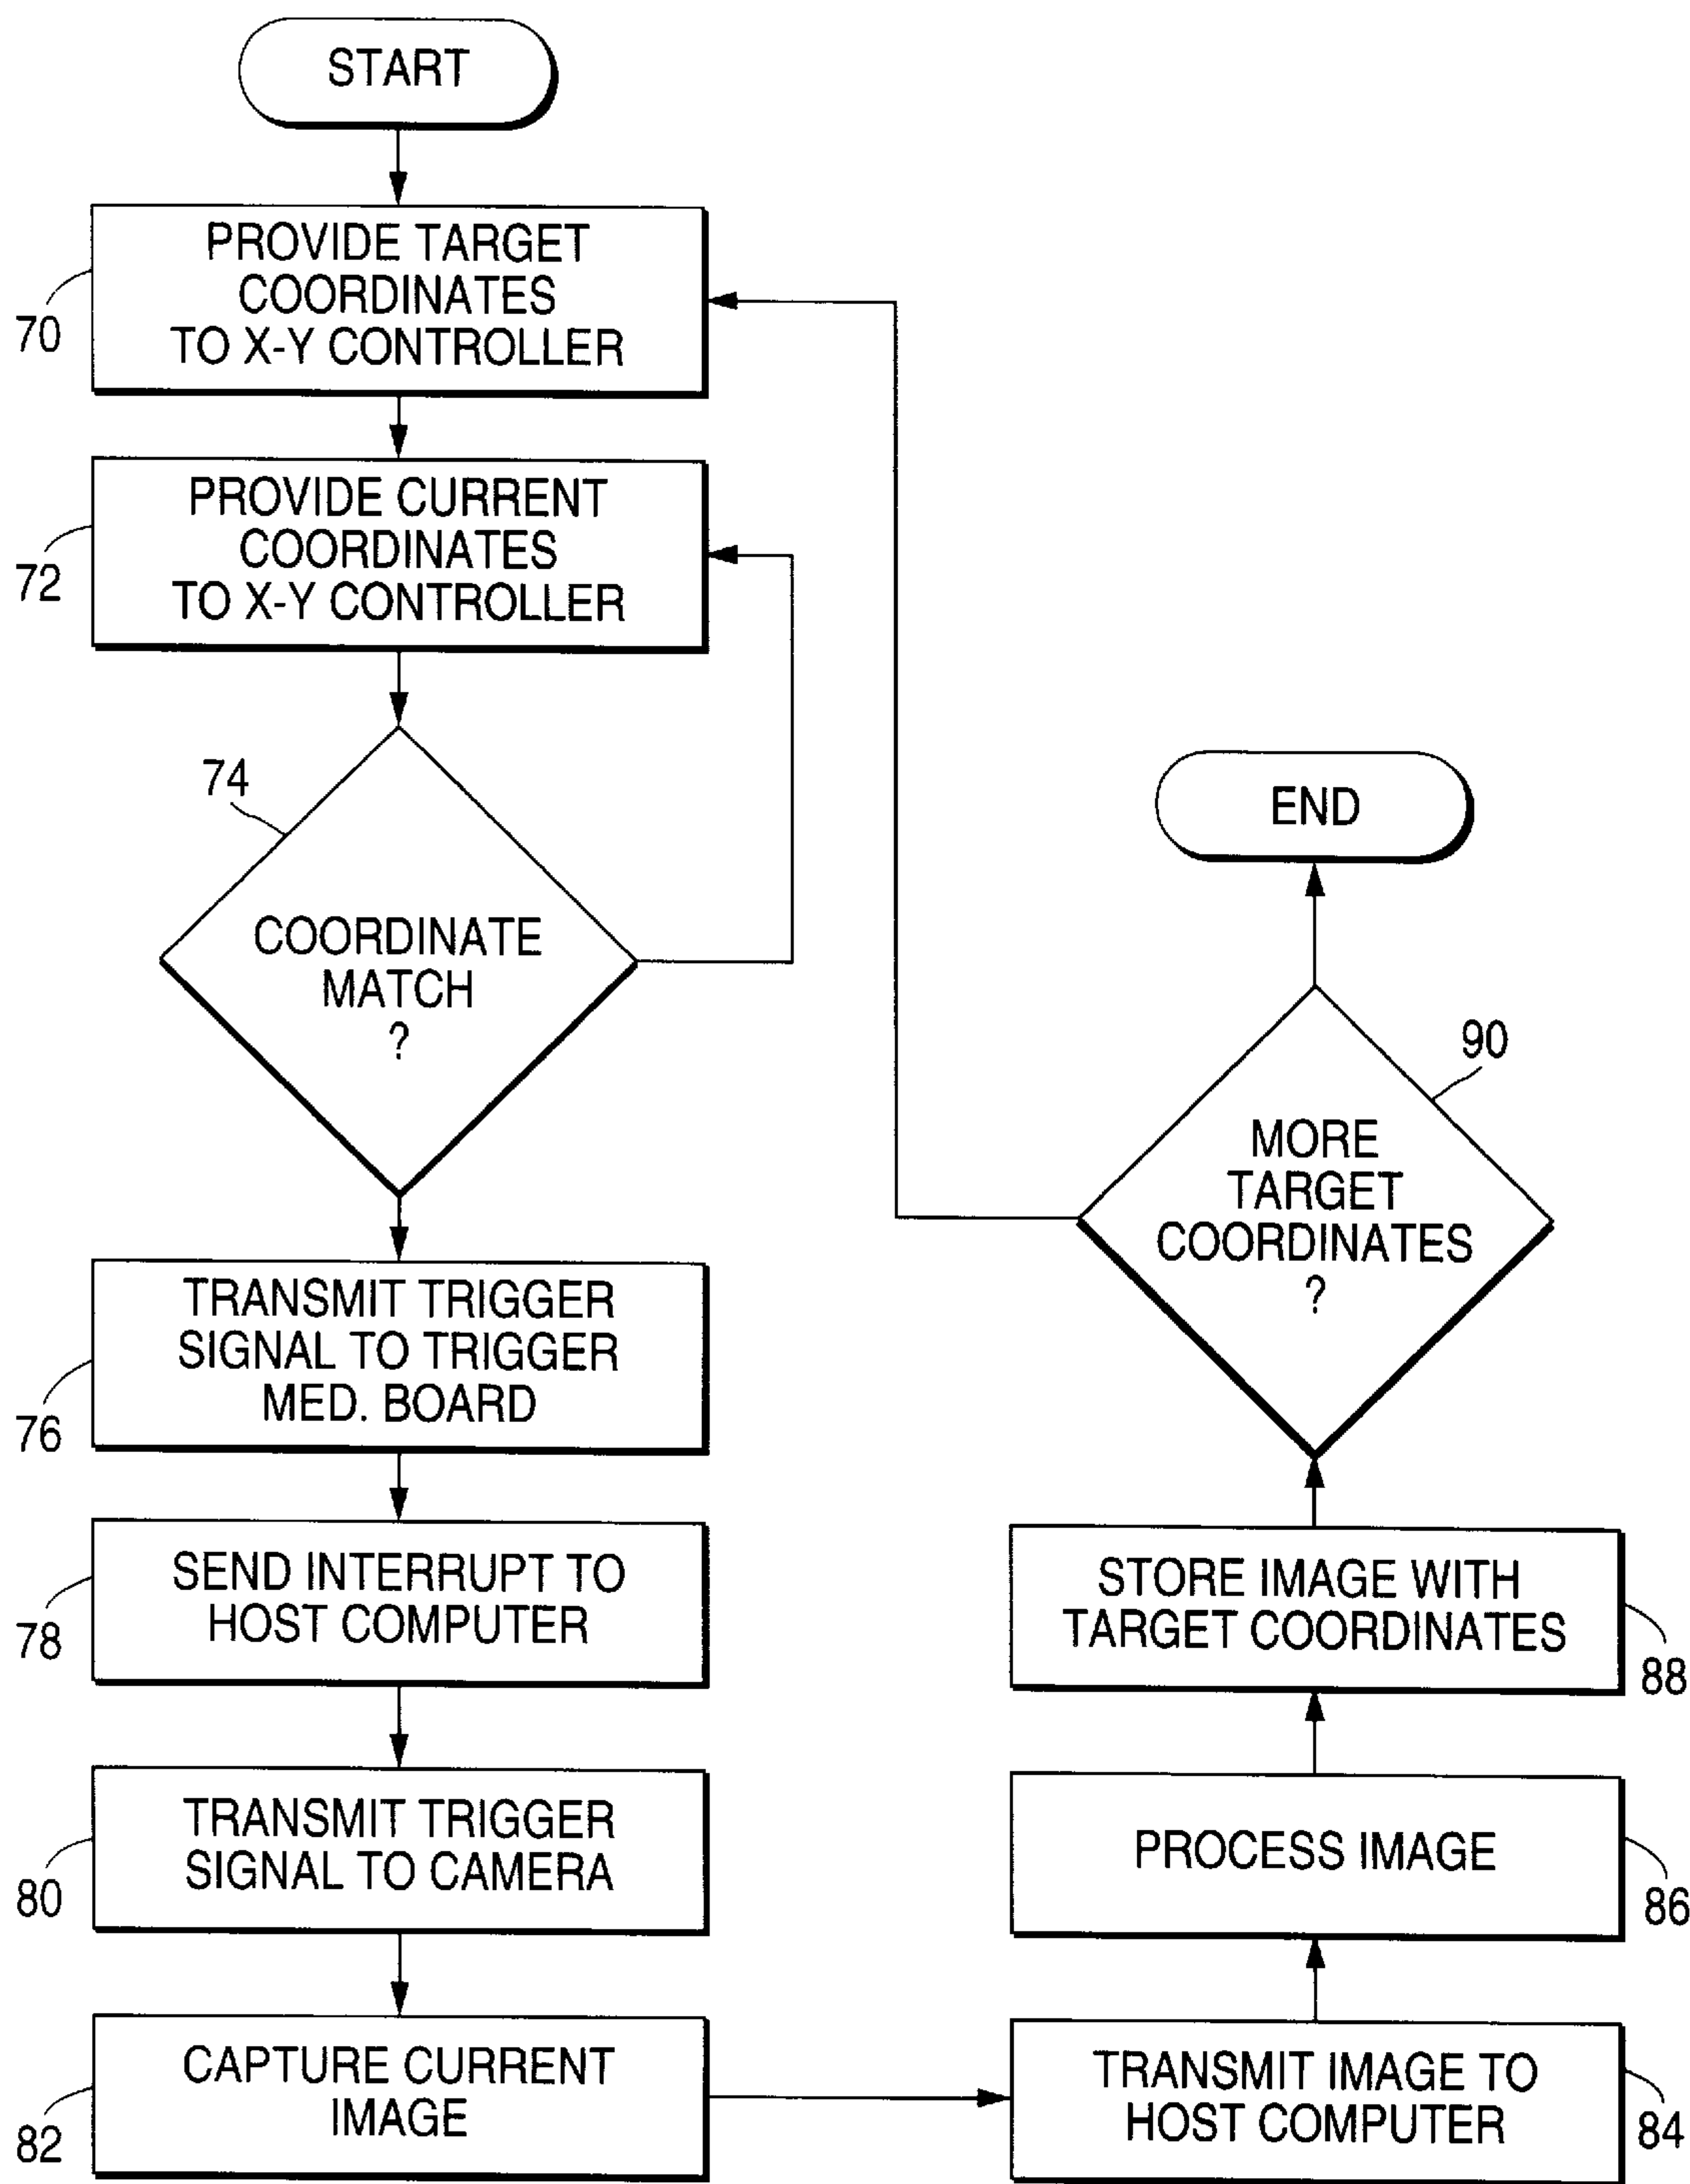 START
PROVIDE TARGET
COORDINATES
TO X-Y CONTROLLER
70
PROVIDE CURRENT
COORDINATES
TO X-Y CONTROLLER
72
74
COORDINATE
MATCH
?
TRANSMIT TRIGGER
SIGNAL TO TRIGGER
MED. BOARD
76
SEND INTERRUPT TO
HOST COMPUTER
78
TRANSMIT TRIGGER
SIGNAL TO CAMERA
80
CAPTURE CURRENT
IMAGE
82
TRANSMIT IMAGE TO
HOST COMPUTER
84
PROCESS IMAGE
86
STORE IMAGE WITH
TARGET COORDINATES
88
90
MORE
TARGET
COORDINATES
?
END